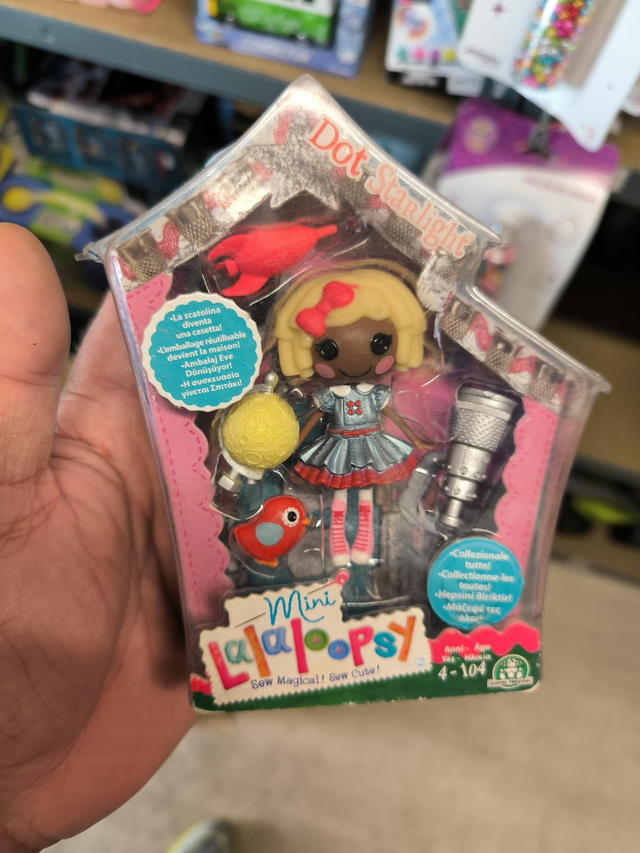 Dot Starlight
•La scatolina
diventa
una casetta!
•L'emballage réutilisable
devient la maison!
•Ambalaj Eve
Dönüşüyor!
•Η συσκευασία
γίνεται Σπιτάκι!
•Collezionale
tutte!
•Collectionne-les
toutes!
•Hepsini Biriktir!
•Μάζεψέ τες
όλες!
Mini
Lalaloopsy
Sew Magical! Sew Cute!
Anni - Age
Yaş - Ηλικία
4-104